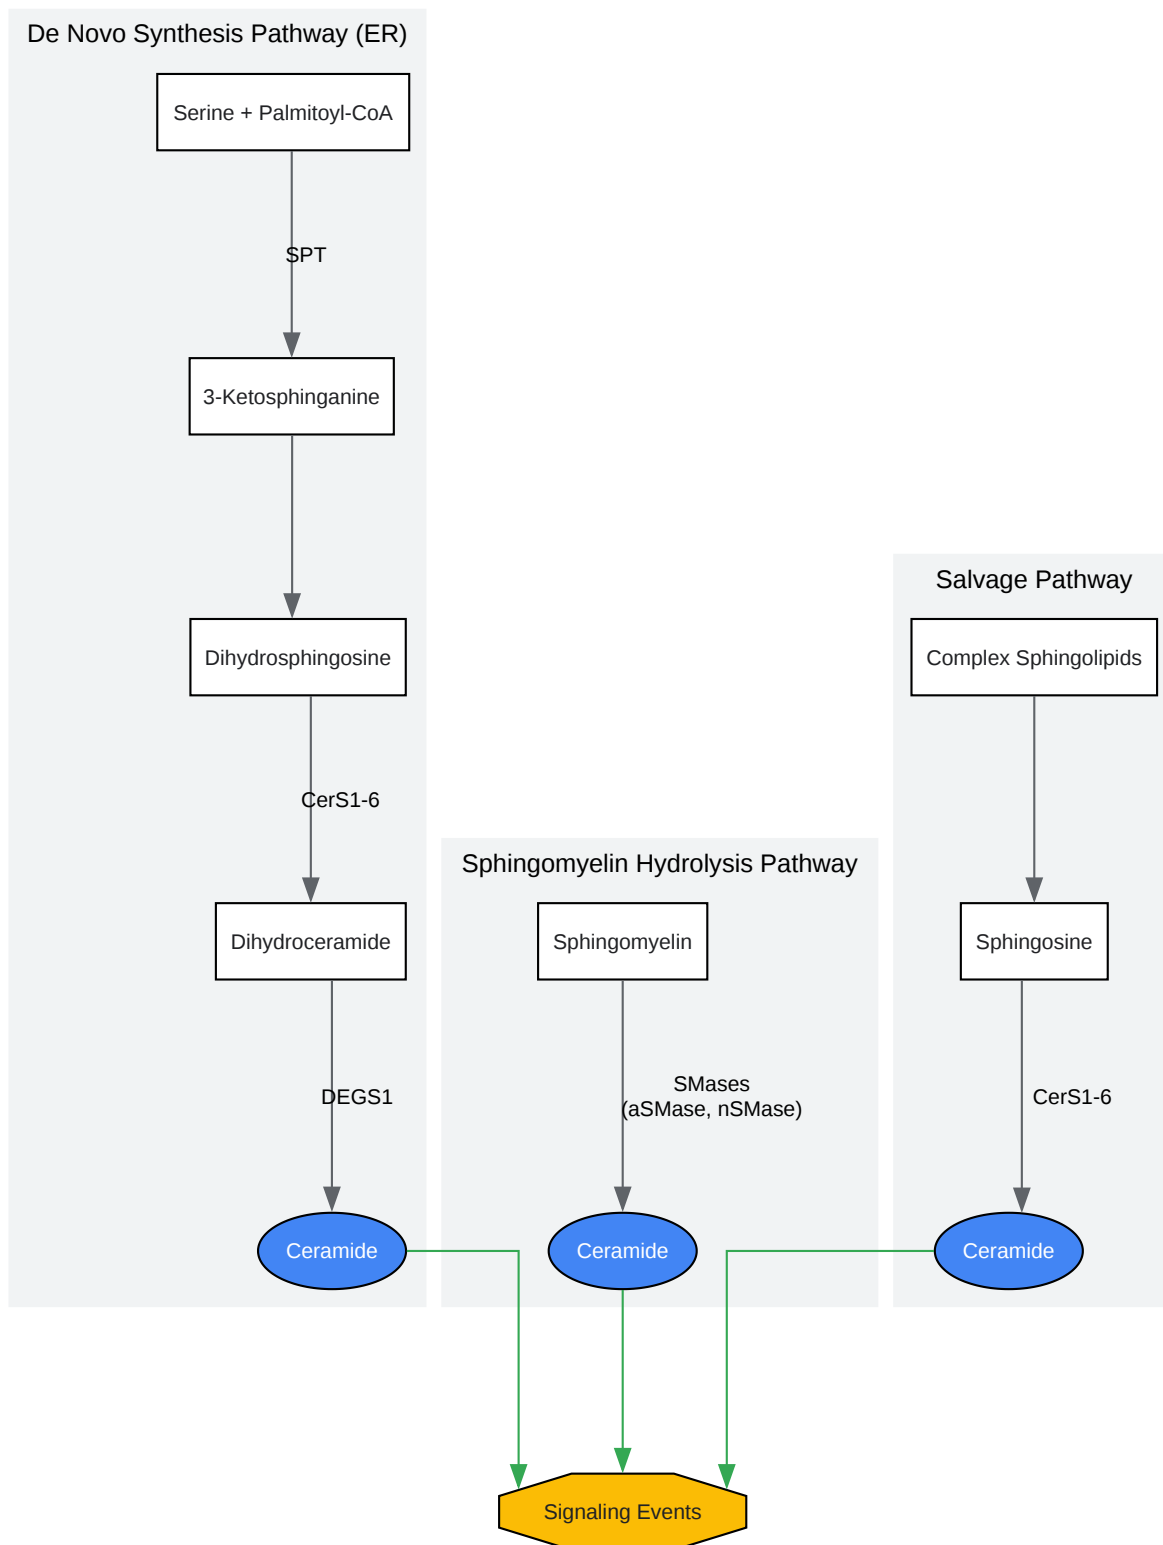 De Novo Synthesis Pathway (ER)
Serine + Palmitoyl-CoA
SPT
3-Ketosphinganine
Dihydrosphingosine
CerS1-6
Dihydroceramide
DEGS1
Ceramide
Sphingomyelin Hydrolysis Pathway
Sphingomyelin
SMases
(aSMase, nSMase)
Ceramide
Salvage Pathway
Complex Sphingolipids
Sphingosine
CerS1-6
Ceramide
Signaling Events